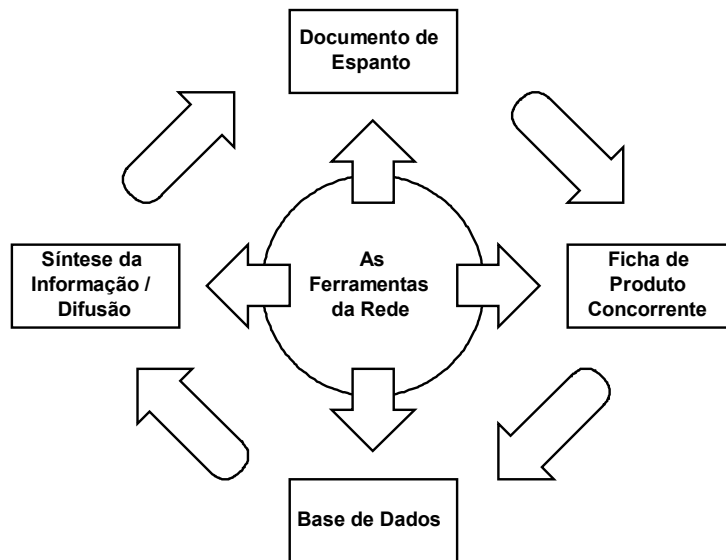 Documento de
Espanto
Síntese da
Informação /
Difusão
As
Ferramentas
da Rede
Ficha de
Produto
Concorrente
Base de Dados